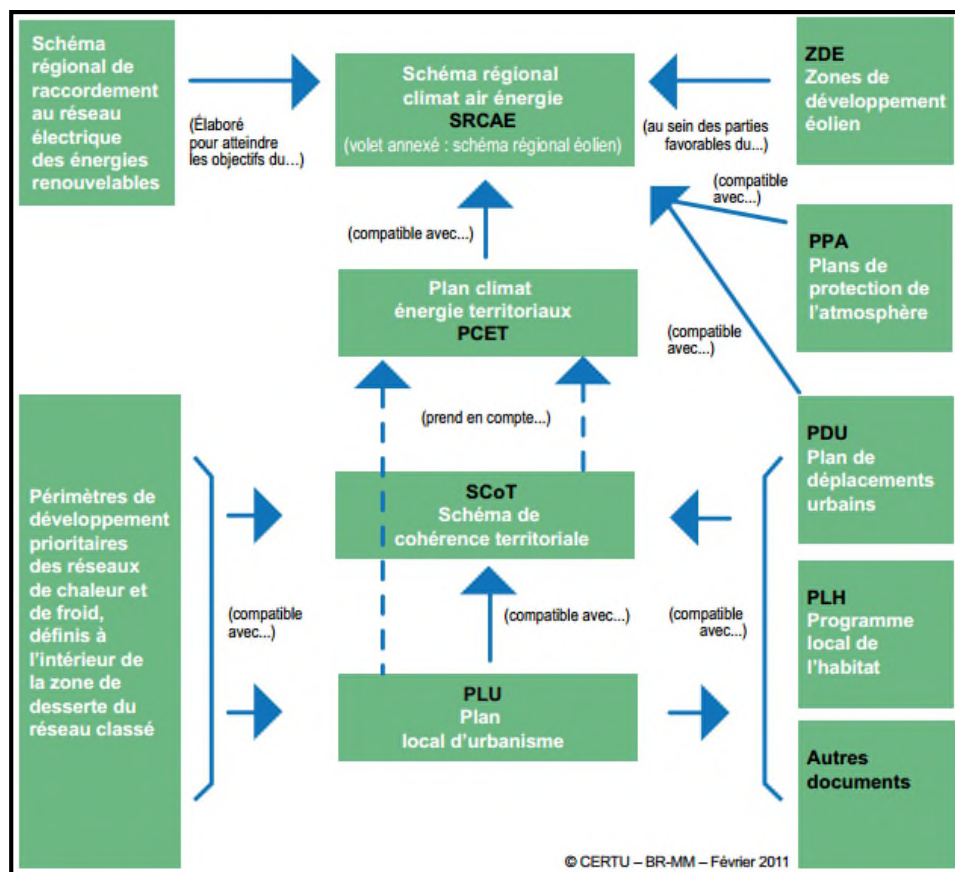 Schéma
régional de
raccordement
au réseau
électrique
des énergies
renouvelables
(Élaboré
pour atteindre
les objectifs du...)
Schéma régional
climat air énergie
SRCAE
(volet annexé : schéma régional éolien)
(au sein des parties
favorables du...)
ZDE
Zones de
développement
éolien
(compatible
avec...)
PPA
Plans de
protection de
l’atmosphère
(compatible avec...)
Plan climat
énergie territoriaux
PCET
(compatible
avec...)
(prend en compte...)
Périmètres de
développement
prioritaires
des réseaux
de chaleur et
de froid,
définis à
l’intérieur de
la zone de
desserte du
réseau classé
(compatible
avec...)
SCoT
Schéma de
cohérence territoriale
(compatible avec...)
PLU
Plan
local d’urbanisme
(compatible
avec...)
PDU
Plan de
déplacements
urbains
PLH
Programme
local de
l’habitat
Autres
documents
© CERTU – BR-MM – Février 2011